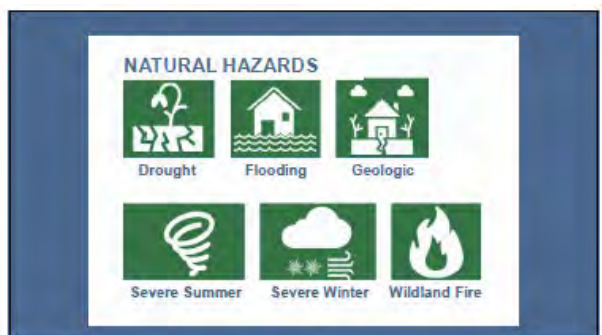 NATURAL HAZARDS
Drought Flooding Geologic
Severe Summer Severe Winter Wildland Fire